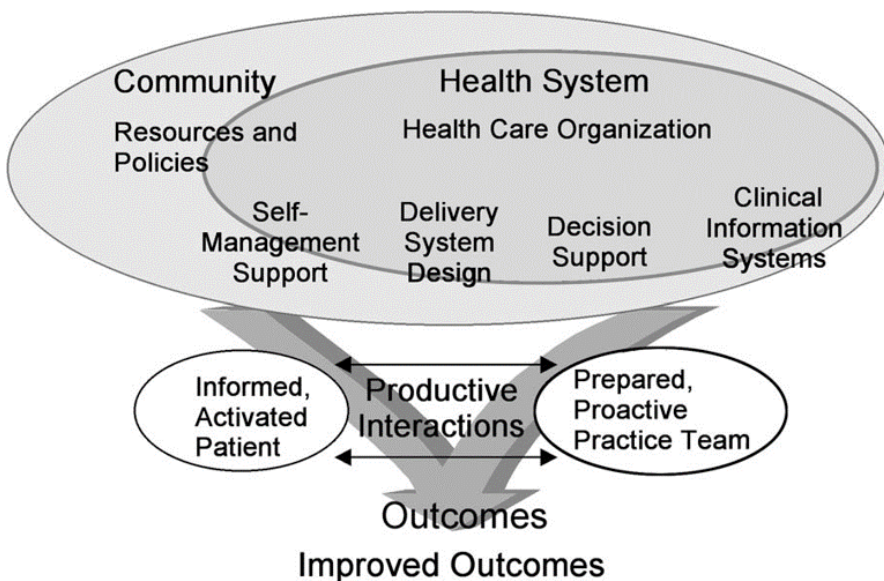 Community
Health System
Resources and
Policies
Health Care Organization
Self-
Management
Support
Delivery
System
Design
Decision
Support
Clinical
Information
Systems
Informed,
Activated
Patient
Productive
Interactions
Prepared,
Proactive
Practice Team
Outcomes
Improved Outcomes